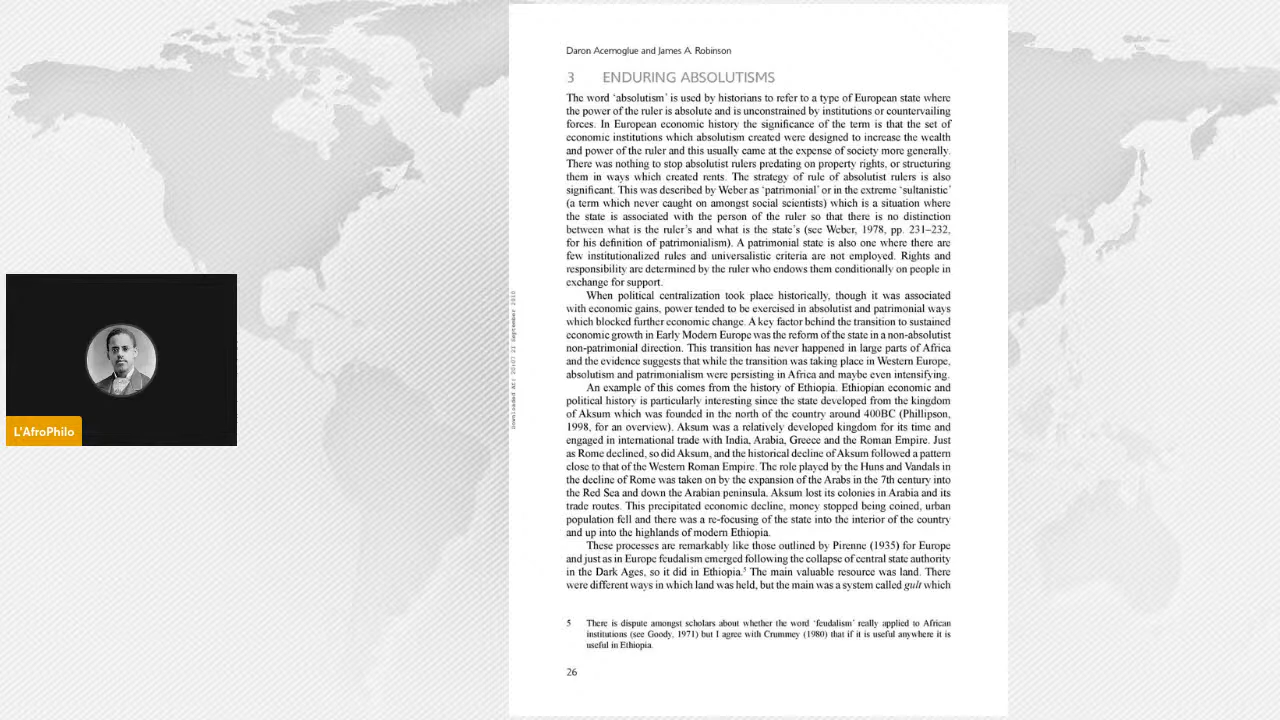 Daron Acemoglue and James A. Robinson
3 ENDURING ABSOLUTISMS
The word ‘absolutism’ is used by historians to refer to a type of European state where
the power of the ruler is absolute and is unconstrained by institutions or countervailing
forces. In European economic history the significance of the term is that the set of
economic institutions which absolutism created were designed to increase the wealth
and power of the ruler and this usually came at the expense of society more generally.
There was nothing to stop absolutist rulers predating on property rights, or structuring
them in ways which created rents. The strategy of rule of absolutist rulers is also
significant. This was described by Weber as ‘patrimonial’ or in the extreme ‘sultanistic’
(a term which never caught on amongst social scientists) which is a situation where
the state is associated with the person of the ruler so that there is no distinction
between what is the ruler’s and what is the state’s (see Weber, 1978, pp. 231–232,
for his definition of patrimonialism). A patrimonial state is also one where there are
few institutionalized rules and universalistic criteria are not employed. Rights and
responsibility are determined by the ruler who endows them conditionally on people in
exchange for support.
When political centralization took place historically, though it was associated
with economic gains, power tended to be exercised in absolutist and patrimonial ways
which blocked further economic change. A key factor behind the transition to sustained
economic growth in Early Modern Europe was the reform of the state in a non-absolutist
non-patrimonial direction. This transition has never happened in large parts of Africa
and the evidence suggests that while the transition was taking place in Western Europe,
absolutism and patrimonialism were persisting in Africa and maybe even intensifying.
An example of this comes from the history of Ethiopia. Ethiopian economic and
political history is particularly interesting since the state developed from the kingdom
of Aksum which was founded in the north of the country around 400BC (Phillipson,
1998, for an overview). Aksum was a relatively developed kingdom for its time and
engaged in international trade with India, Arabia, Greece and the Roman Empire. Just
as Rome declined, so did Aksum, and the historical decline of Aksum followed a pattern
close to that of the Western Roman Empire. The role played by the Huns and Vandals in
the decline of Rome was taken on by the expansion of the Arabs in the 7th century into
the Red Sea and down the Arabian peninsula. Aksum lost its colonies in Arabia and its
trade routes. This precipitated economic decline, money stopped being coined, urban
population fell and there was a re-focusing of the state into the interior of the country
and up into the highlands of modern Ethiopia.
These processes are remarkably like those outlined by Pirenne (1935) for Europe
and just as in Europe feudalism emerged following the collapse of central state authority
in the Dark Ages, so it did in Ethiopia.5 The main valuable resource was land. There
were different ways in which land was held, but the main was a system called gult which
5 There is dispute amongst scholars about whether the word ‘feudalism’ really applied to African
institutions (see Goody, 1971) but I agree with Crummey (1980) that if it is useful anywhere it is
useful in Ethiopia.
26
Downloaded At: 20:07 21 September 2010
L'AfroPhilo